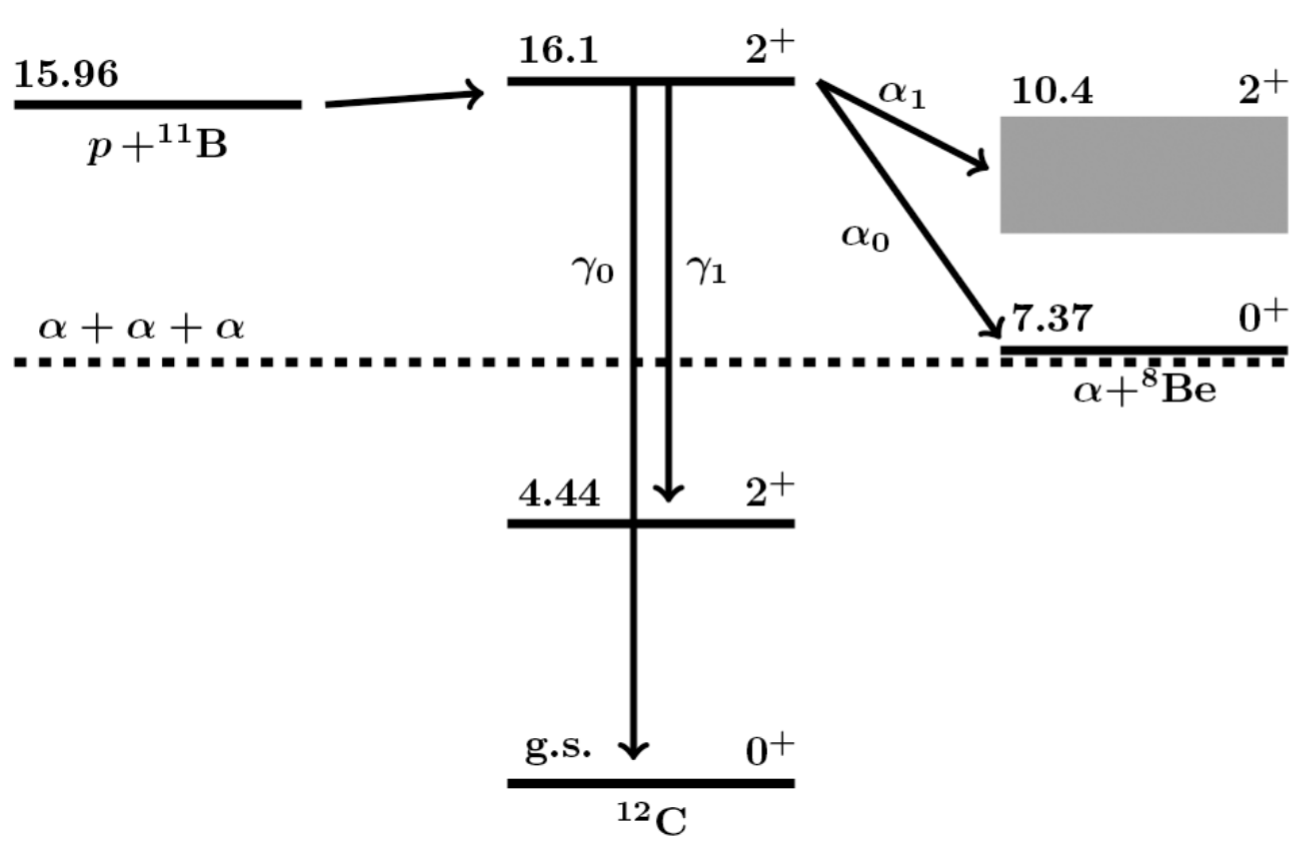 15.96
p + ¹¹B
16.1 2⁺
α₁
10.4 2⁺
α₀
γ₀ γ₁
α + α + α
7.37 0⁺
α+⁸Be
4.44 2⁺
g.s. 0⁺
¹²C